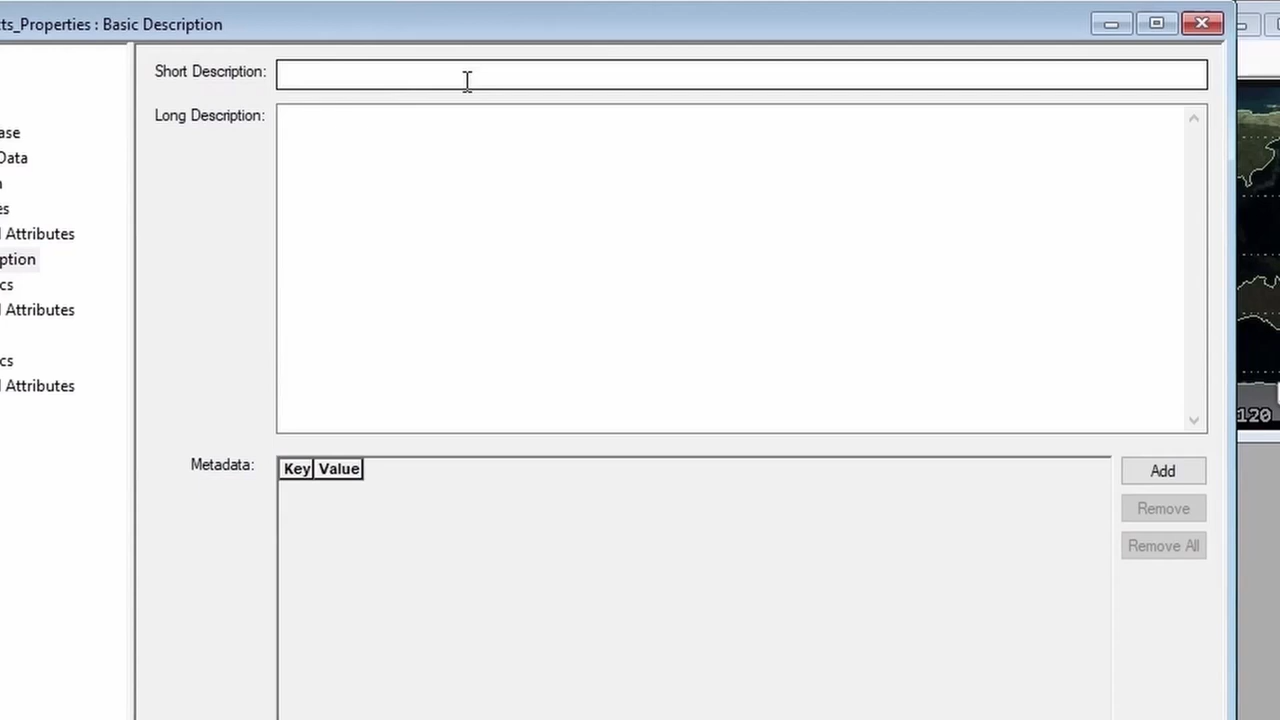 ts_Properties : Basic Description
Short Description:
Long Description:
ase
Data
es
Attributes
ption
cs
Attributes
cs
Attributes
120
Metadata:
Key Value
Add
Remove
Remove All